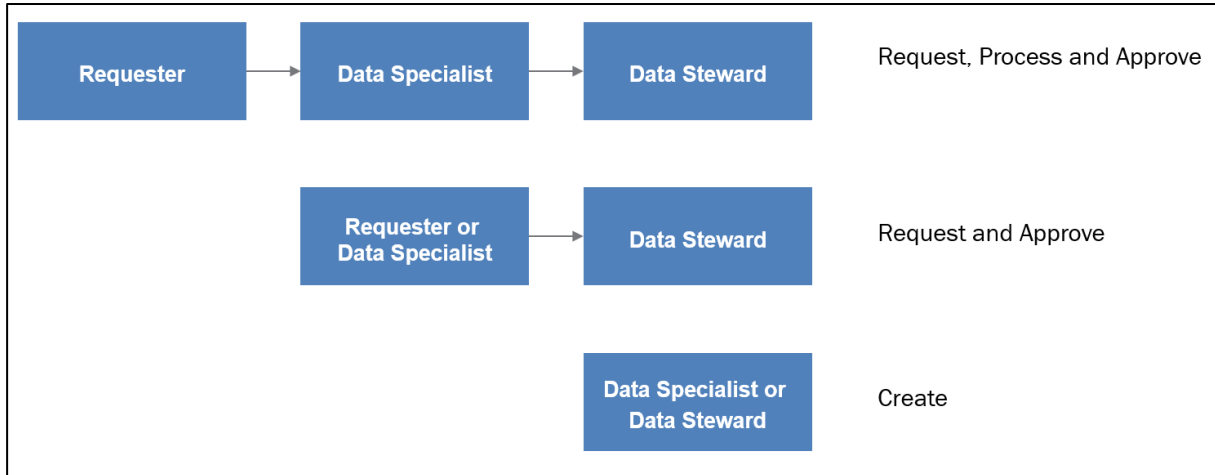 Requester
Data Specialist
Data Steward
Request, Process and Approve
Requester or
Data Specialist
Data Steward
Request and Approve
Data Specialist or
Data Steward
Create